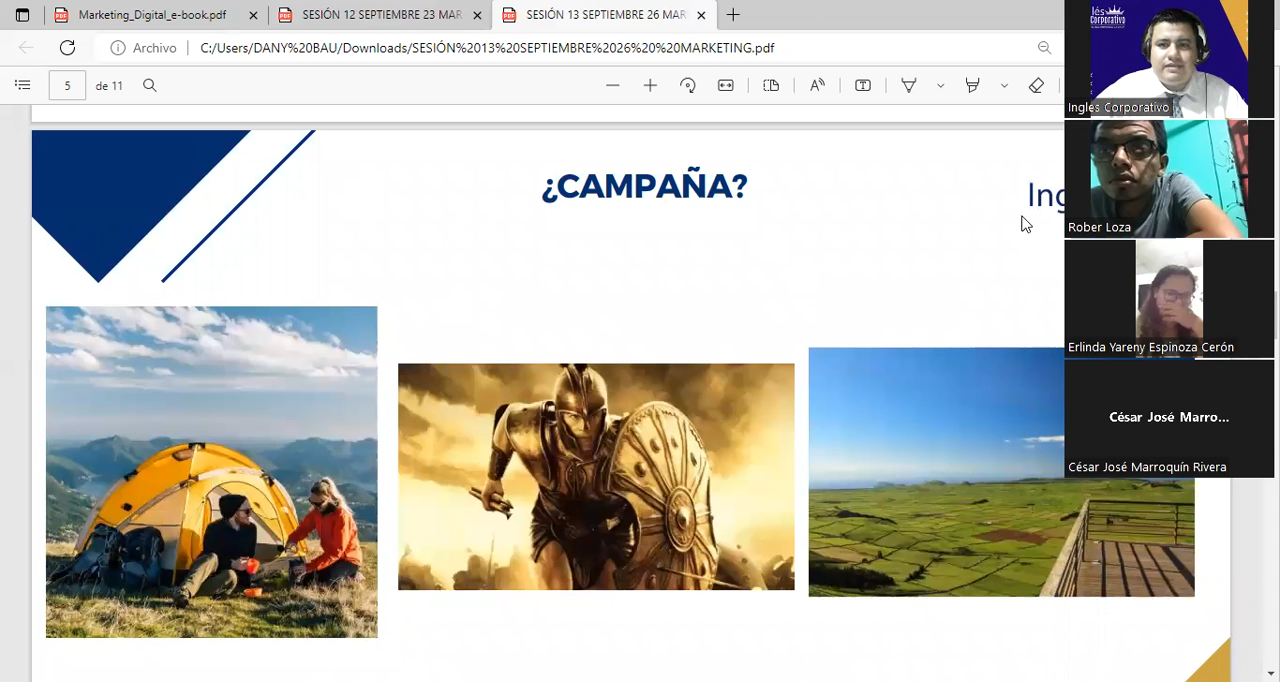 Marketing_Digital_e-book.pdf
SESIÓN 12 SEPTIEMBRE 23 MAR
SESIÓN 13 SEPTIEMBRE 26 MAR
Archivo
C:/Users/DANY%20BAU/Downloads/SESIÓN%2013%20SEPTIEMBRE%2026%20%20MARKETING.pdf
5 de 11
¿CAMPAÑA?
Ing
lés
Corporativo
Ingles Corporativo
Rober Loza
Erlinda Yareny Espinoza Cerón
César José Marro...
César José Marroquín Rivera